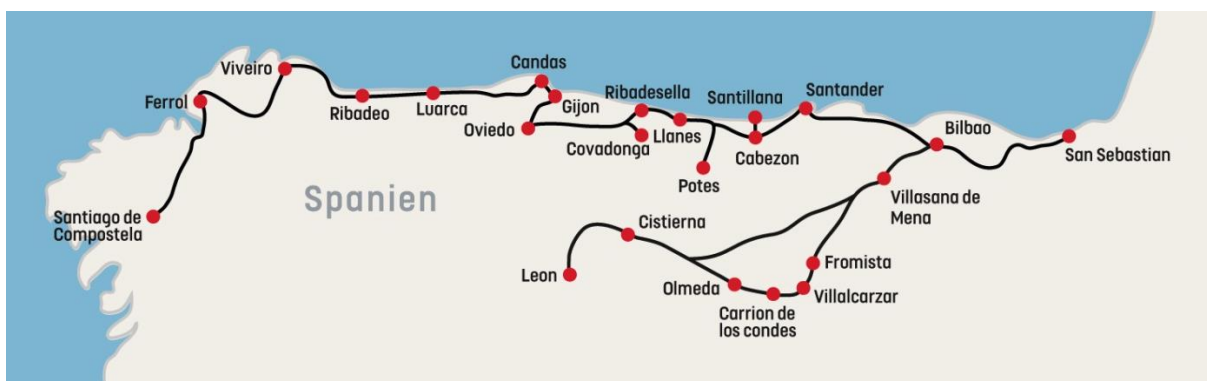 Candas
Viveiro
Ribadesella
Santillana
Santander
Ferrol
Ribadeo
Luarca
Gijon
Oviedo
Llanes
Covadonga
Cabezon
Bilbao
San Sebastian
Potes
Spanien
Villasana de
Mena
Santiago de
Compostela
Cistierna
Leon
Olmeda
Fromista
Villalcarzar
Carrion de
los condes